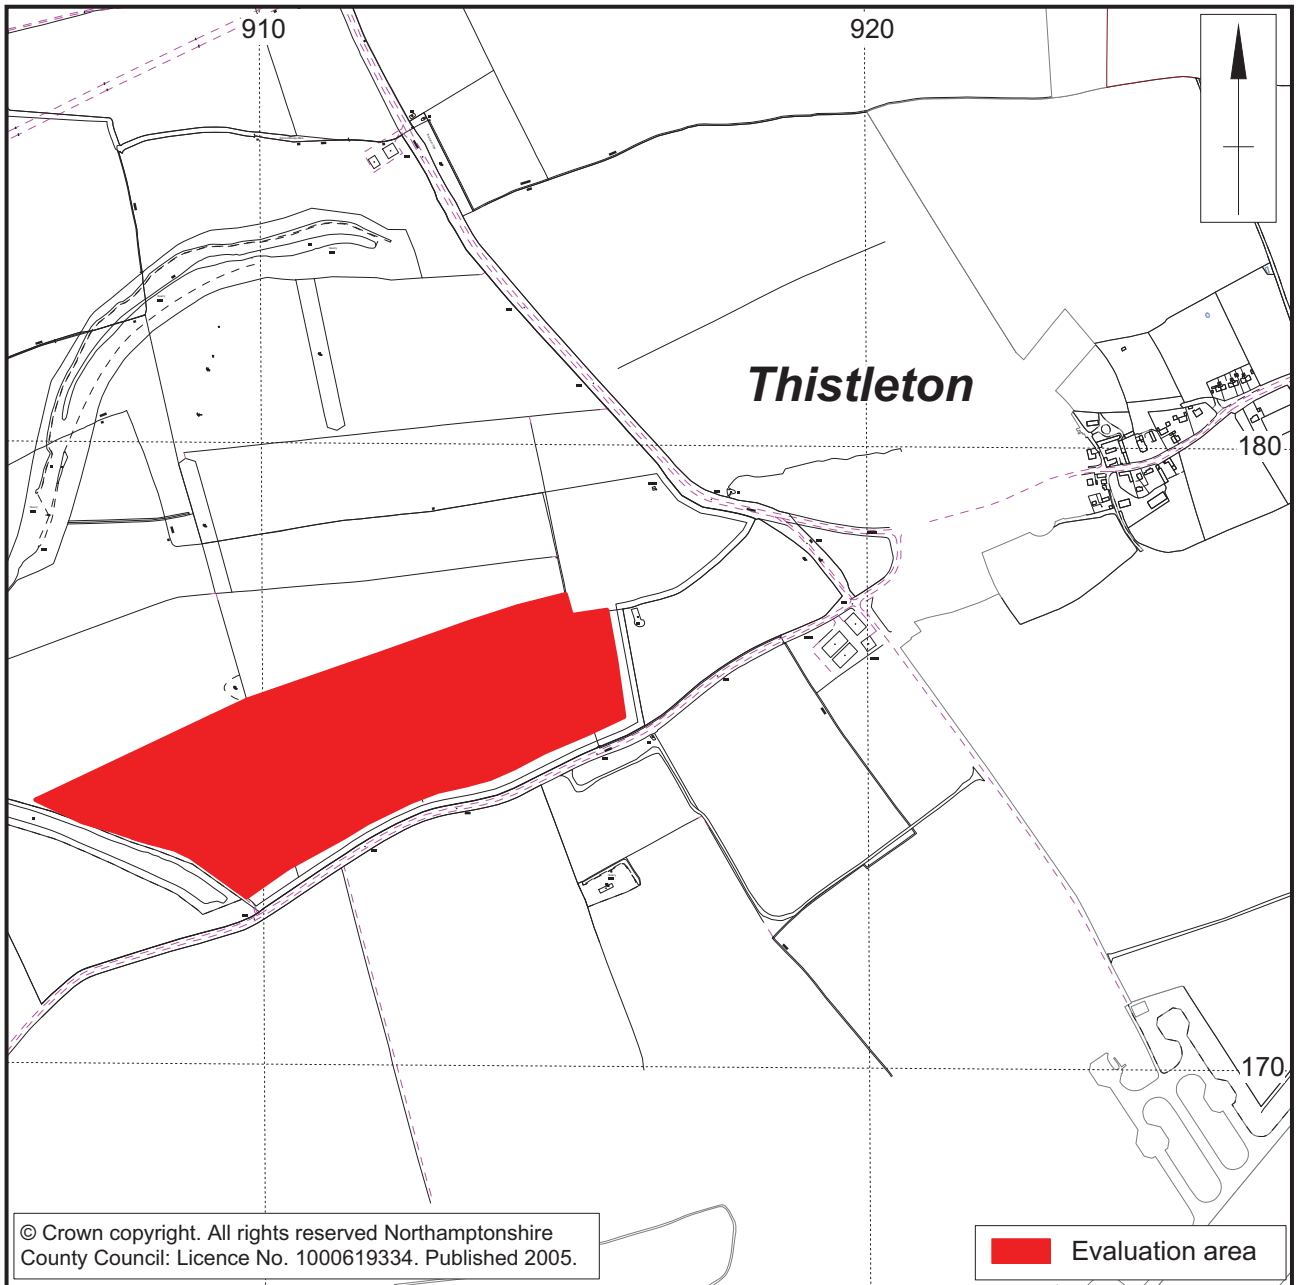 910
920
Thistleton
180
170
© Crown copyright. All rights reserved Northamptonshire
County Council: Licence No. 1000619334. Published 2005.
Evaluation area